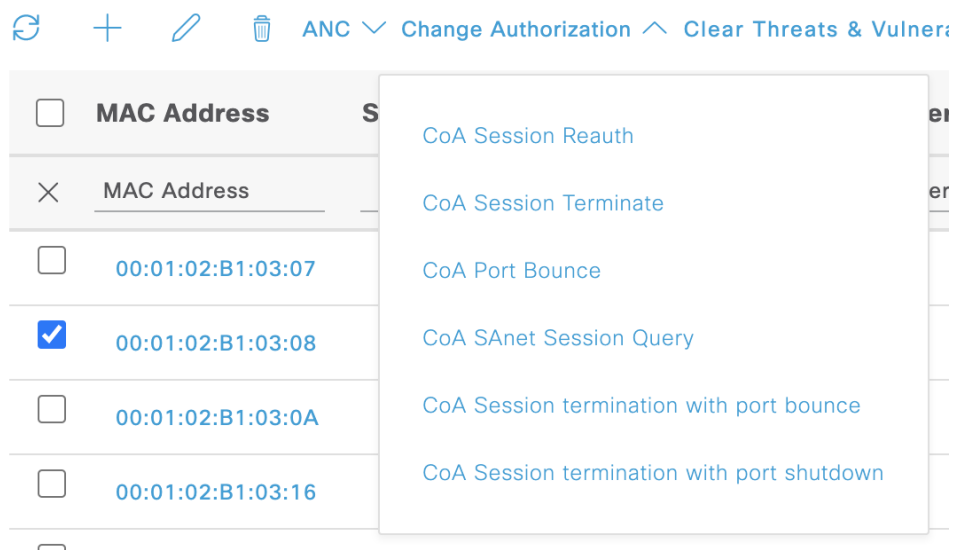 ANC Change Authorization Clear Threats &
MAC Address
CoA Session Reauth
MAC Address
CoA Session Terminate
00:01:02:B1:03:07
CoA Port Bounce
00:01:02:B1:03:08
CoA SAnet Session Query
00:01:02:B1:03:0A
CoA Session termination with port bounce
00:01:02:B1:03:16
CoA Session termination with port shutdown